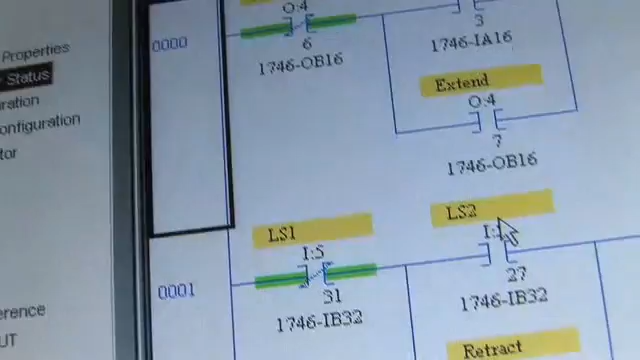 Properties
Status
uration
onfiguration
tor
erence
UT
0000
O:4
6
1746-OB16
3
1746-IA16
Extend
O:4
7
1746-OB16
0001
LS1
I:5
31
1746-IB32
LS2
27
1746-IB32
Retract